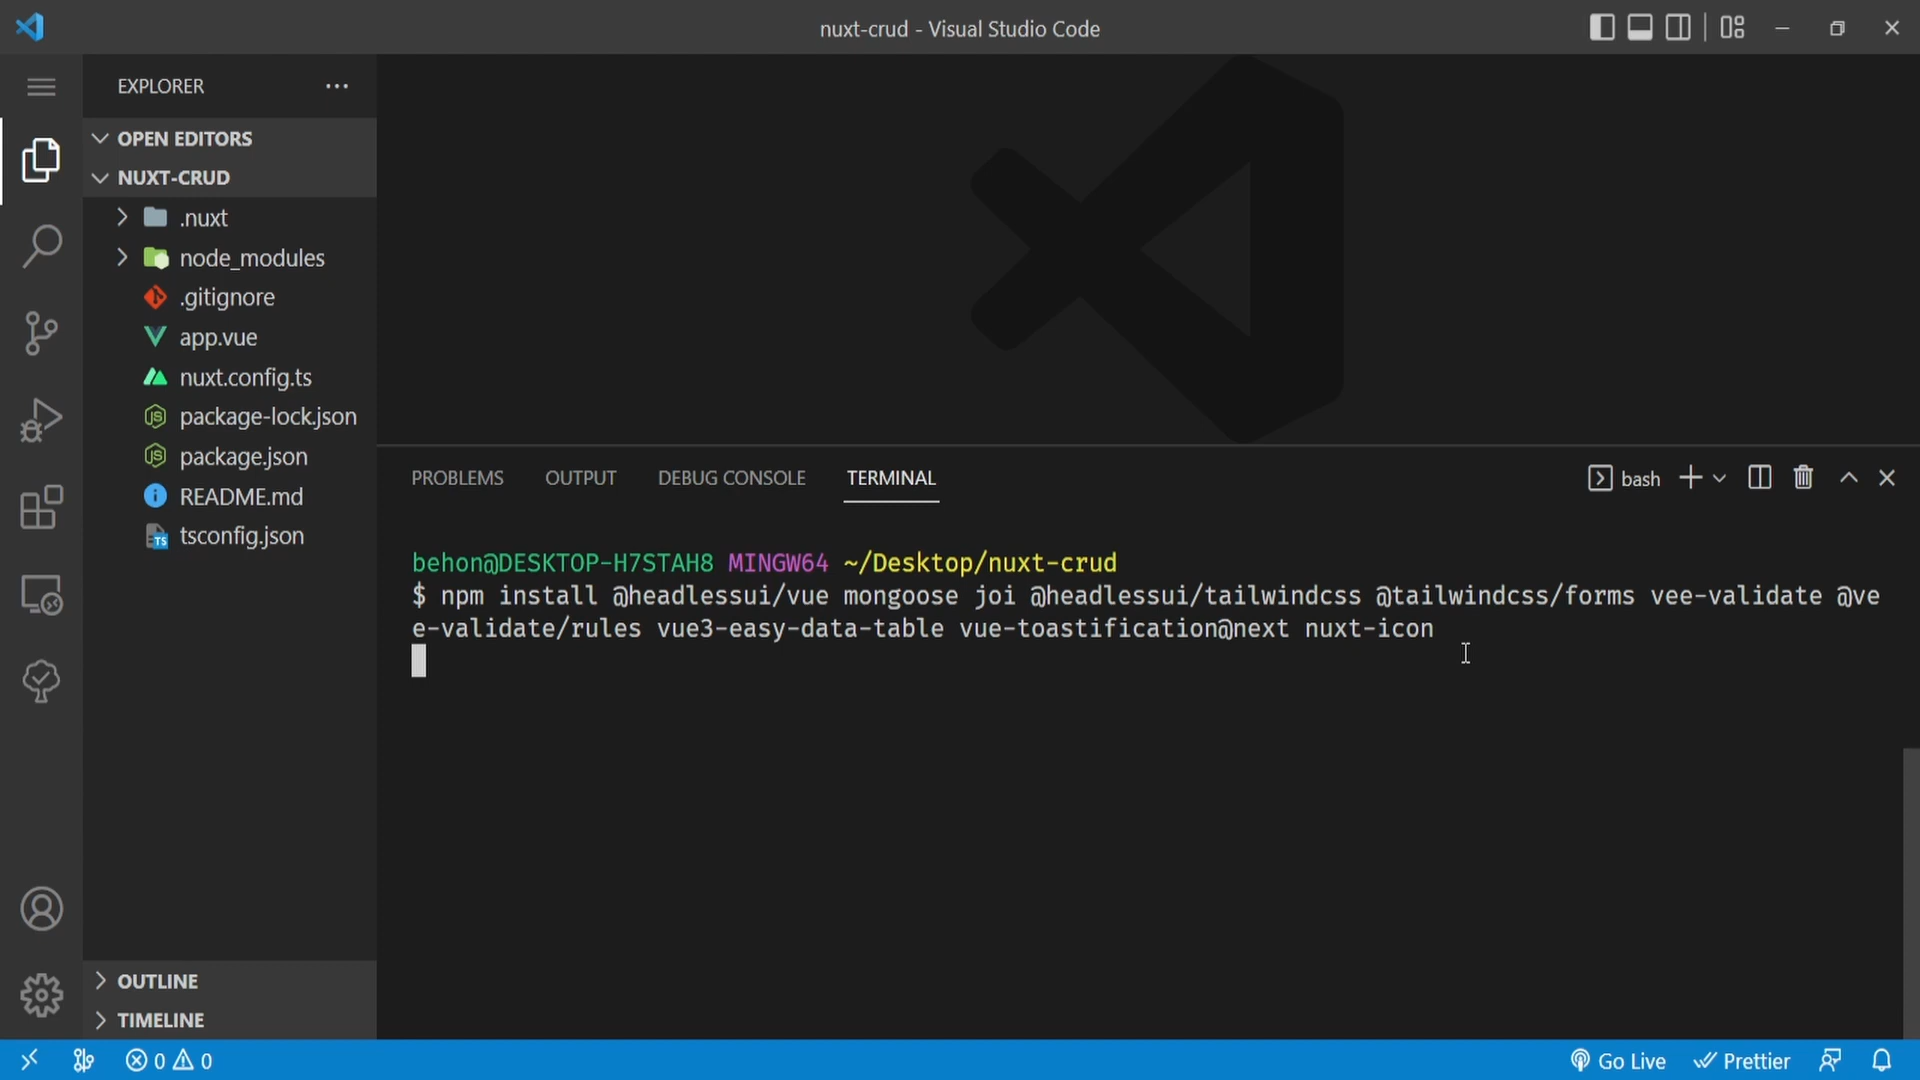 nuxt-crud - Visual Studio Code
EXPLORER
OPEN EDITORS
NUXT-CRUD
.nuxt
node_modules
.gitignore
app.vue
nuxt.config.ts
package-lock.json
package.json
README.md
tsconfig.json
OUTLINE
TIMELINE
PROBLEMS OUTPUT DEBUG CONSOLE TERMINAL bash
behon@DESKTOP-H7STAH8 MINGW64 ~/Desktop/nuxt-crud
$ npm install @headlessui/vue mongoose joi @headlessui/tailwindcss @tailwindcss/forms vee-validate @ve
e-validate/rules vue3-easy-data-table vue-toastification@next nuxt-icon
0 0 Go Live Prettier